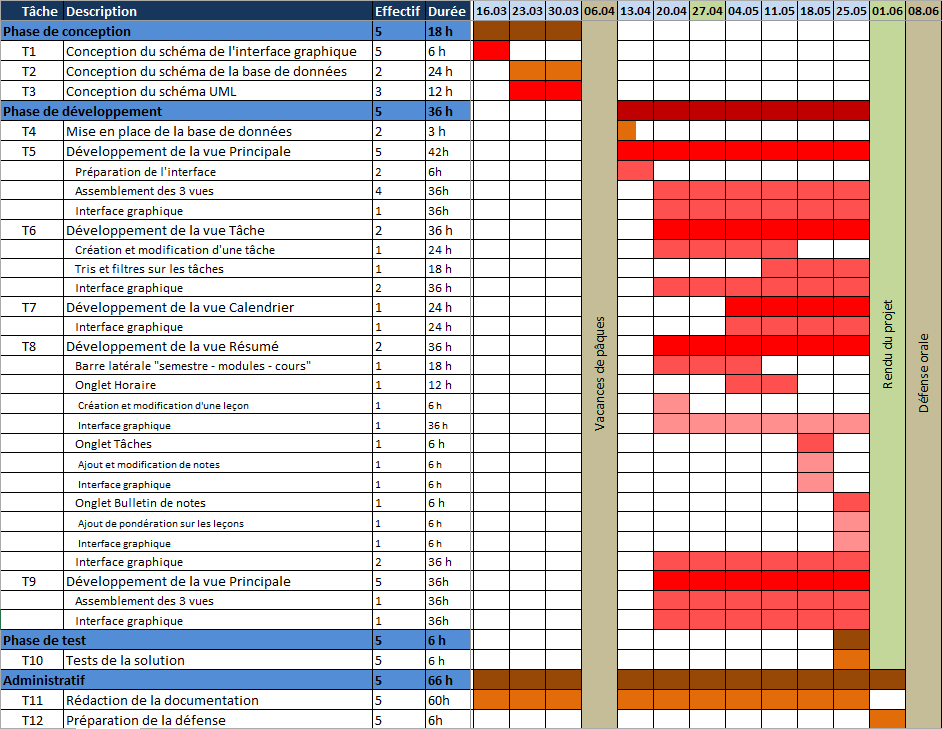 Tâche Description Effectif Durée 16.03 23.03 30.03 06.04 13.04 20.04 27.04 04.05 11.05 18.05 25.05 01.06 08.06
Phase de conception 5 18 h
T1 Conception du schéma de l'interface graphique 5 6 h
T2 Conception du schéma de la base de données 2 24 h
T3 Conception du schéma UML 3 12 h
Phase de développement 5 36 h
T4 Mise en place de la base de données 2 3 h
T5 Développement de la vue Principale 5 42h
Préparation de l'interface 2 6h
Assemblement des 3 vues 4 36h
Interface graphique 1 36h
T6 Développement de la vue Tâche 2 36 h
Création et modification d'une tâche 1 24 h
Tris et filtres sur les tâches 1 18 h
Interface graphique 2 36 h
T7 Développement de la vue Calendrier 1 24 h
Interface graphique 1 24 h
T8 Développement de la vue Résumé 2 36 h
Barre latérale "semestre - modules - cours" 1 18 h
Onglet Horaire 1 12 h
Création et modification d'une leçon 1 6 h
Interface graphique 1 36 h
Onglet Tâches 1 6 h
Ajout et modification de notes 1 6 h
Interface graphique 1 6 h
Onglet Bulletin de notes 1 6 h
Ajout de pondération sur les leçons 1 6 h
Interface graphique 1 6 h
Interface graphique 2 36 h
T9 Développement de la vue Principale 5 36h
Assemblement des 3 vues 1 36h
Interface graphique 1 36h
Phase de test 5 6 h
T10 Tests de la solution 5 6 h
Administratif 5 66 h
T11 Rédaction de la documentation 5 60h
T12 Préparation de la défense 5 6h
Vacances de pâques
Rendu du projet
Défense orale